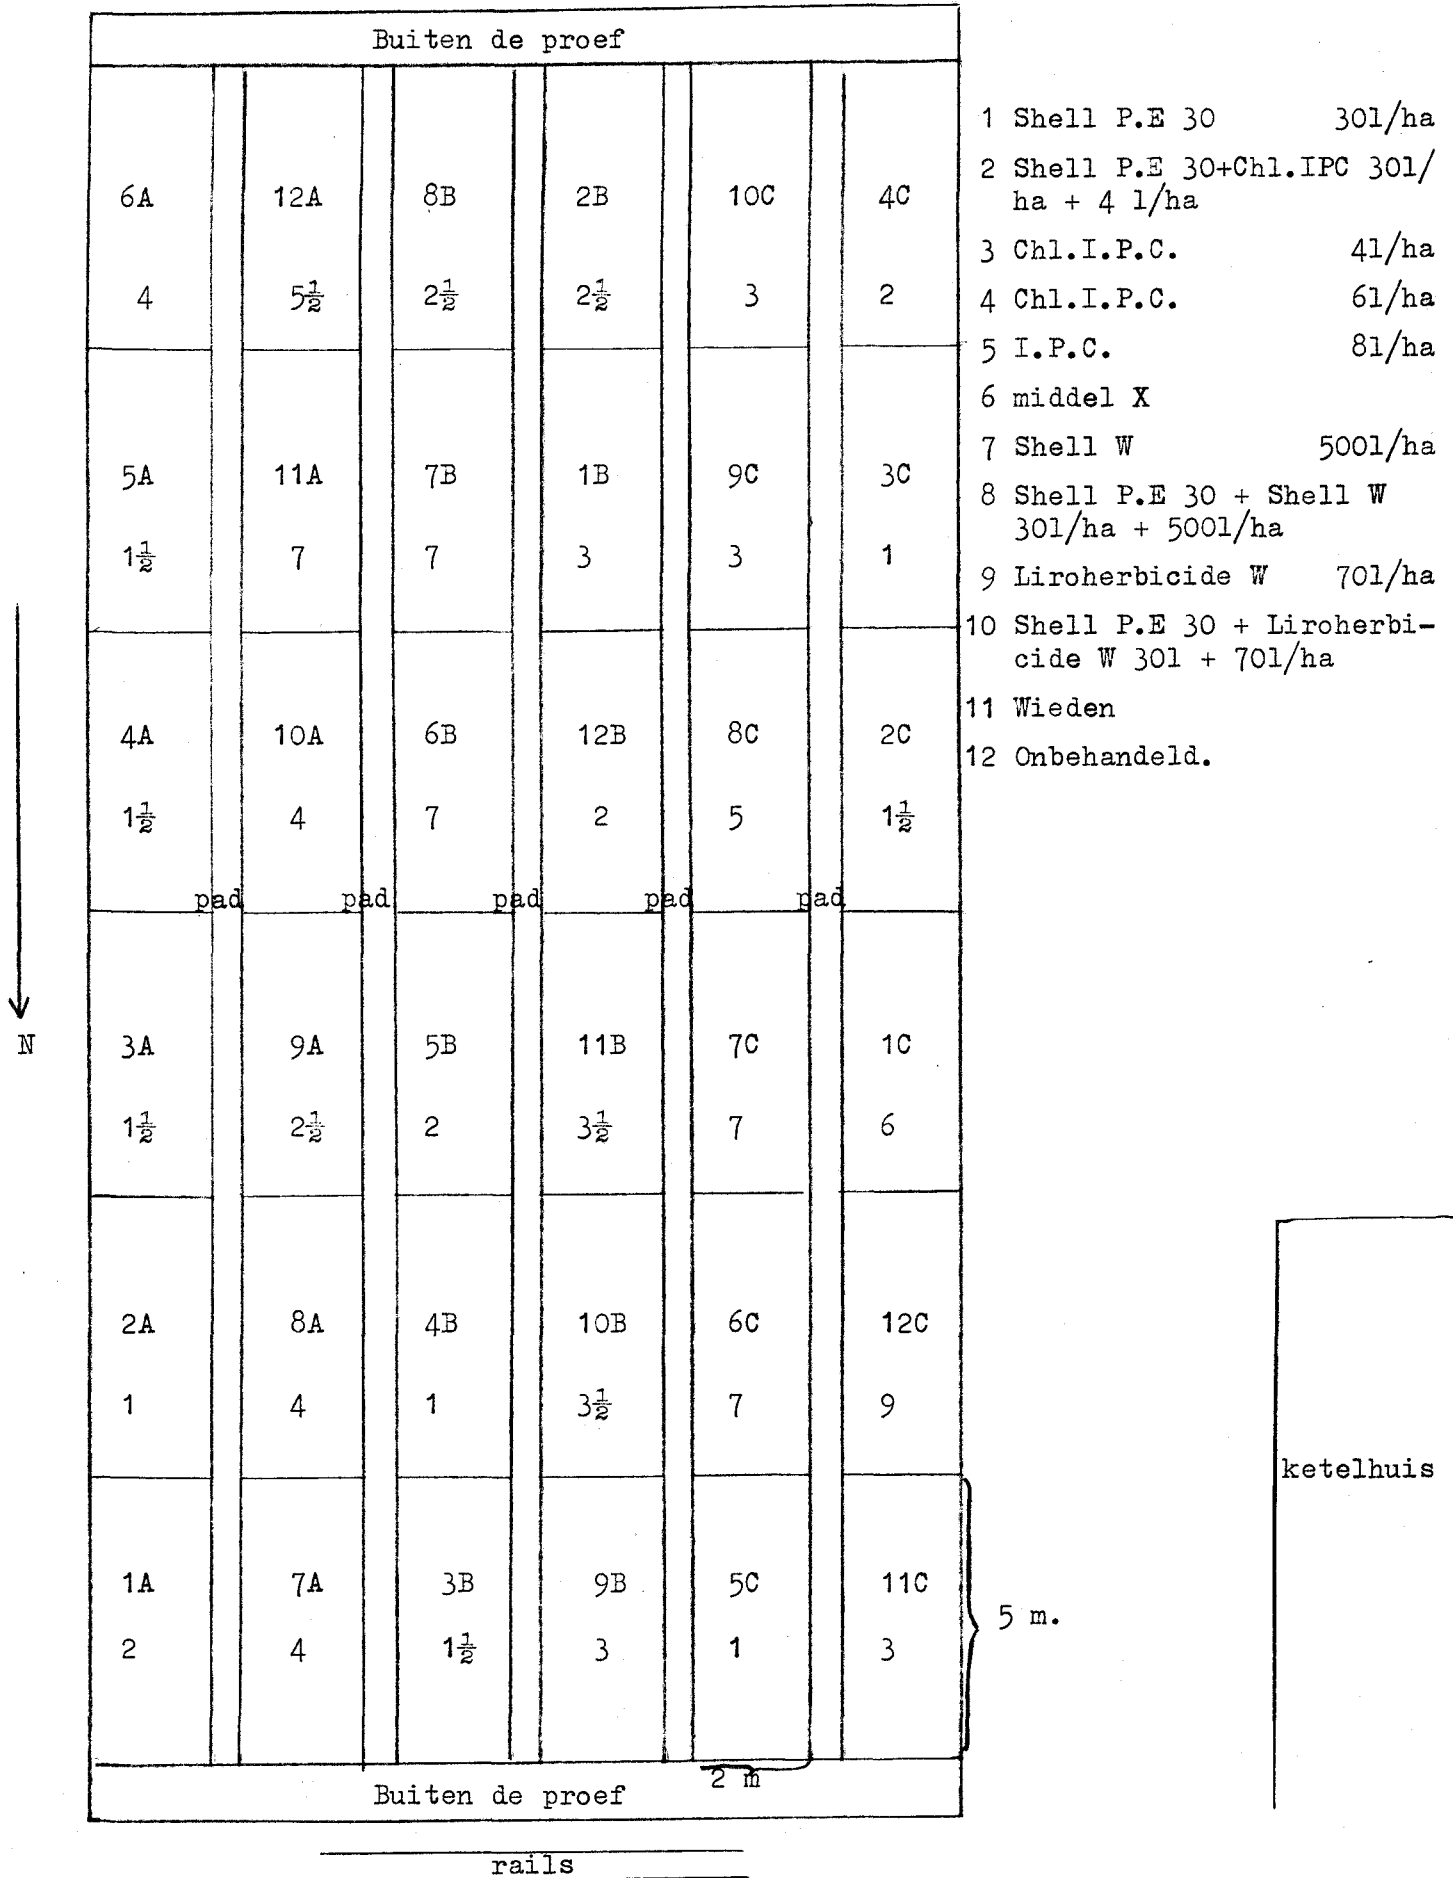 Buiten de proef
6A 12A 8B 2B 10C 4C
4 5½ 2½ 2½ 3 2
5A 11A 7B 1B 9C 3C
1½ 7 7 3 3 1
4A 10A 6B 12B 8C 2C
1½ 4 7 2 5 1½
pad pad pad pad pad
3A 9A 5B 11B 7C 1C
1½ 2½ 2 3½ 7 6
2A 8A 4B 10B 6C 12C
1 4 1 3½ 7 9
1A 7A 3B 9B 5C 11C
2 4 1½ 3 1 3
2 m
Buiten de proef
rails
N
1 Shell P.E 30 30l/ha
2 Shell P.E 30+Chl.IPC 30l/
ha + 4 l/ha
3 Chl.I.P.C. 4l/ha
4 Chl.I.P.C. 6l/ha
5 I.P.C. 8l/ha
6 middel X
7 Shell W 500l/ha
8 Shell P.E 30 + Shell W
30l/ha + 500l/ha
9 Liroherbicide W 70l/ha
10 Shell P.E 30 + Liroherbi-
cide W 30l + 70l/ha
11 Wieden
12 Onbehandeld.
5 m.
ketelhuis